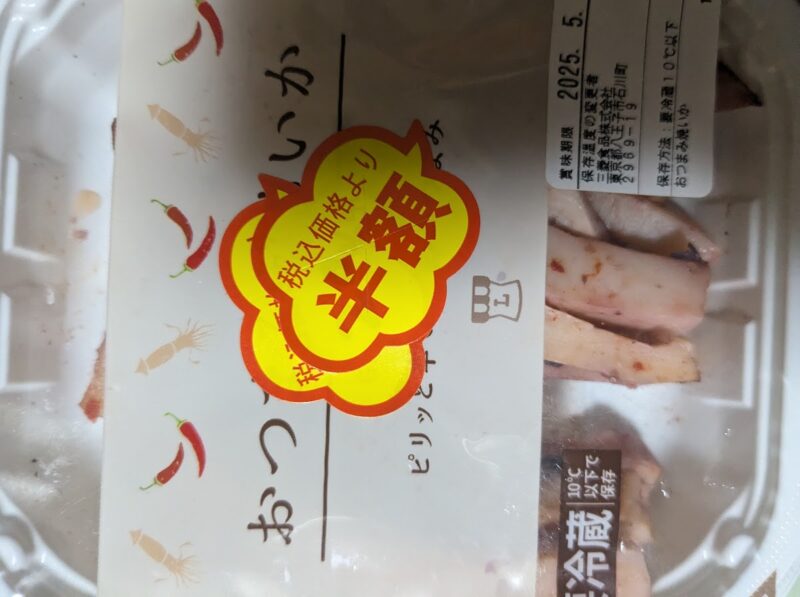 おつ
いか
ピリッと
み
税込価格より
半額
税込
L
賞味期限 2025. 5.
保存温度の変更者
三菱食品株式会社
東京都八王子市石川町
2969-19
保存方法：要冷蔵10℃以下
おつまみ焼いか
冷蔵
10℃
以下で
保存